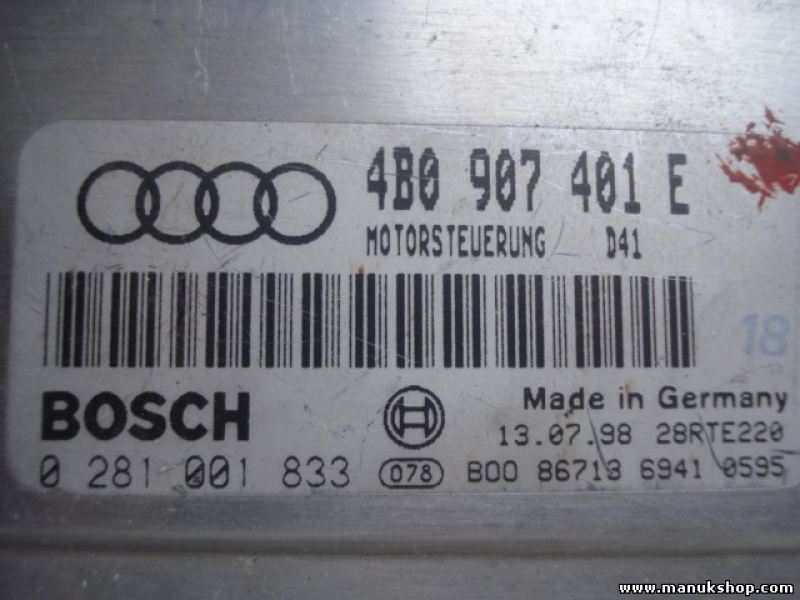 4B0 907 401 E
MOTORSTEUERUNG D41
18
BOSCH
Made in Germany
13.07.98 28RTE220
0 281 001 833 078 B00 86713 6941 0595
www.manukshop.com